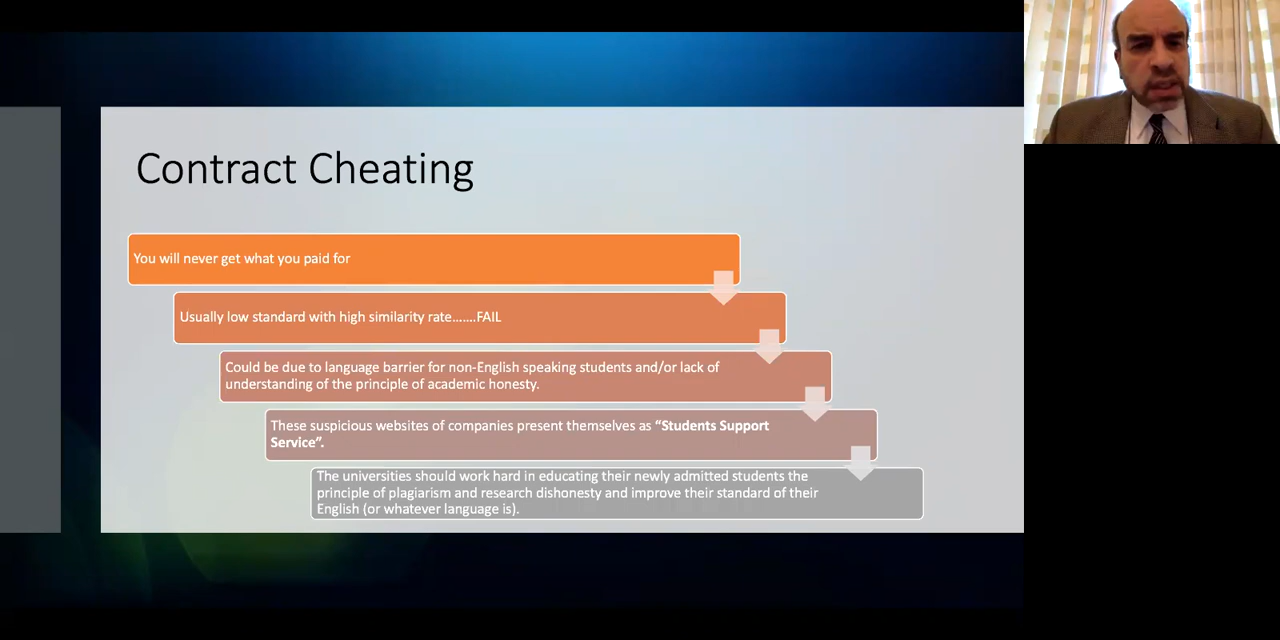 Contract Cheating
You will never get what you paid for
Usually low standard with high similarity rate.......FAIL
Could be due to language barrier for non-English speaking students and/or lack of
understanding of the principle of academic honesty.
These suspicious websites of companies present themselves as “Students Support
Service”.
The universities should work hard in educating their newly admitted students the
principle of plagiarism and research dishonesty and improve their standard of their
English (or whatever language is).